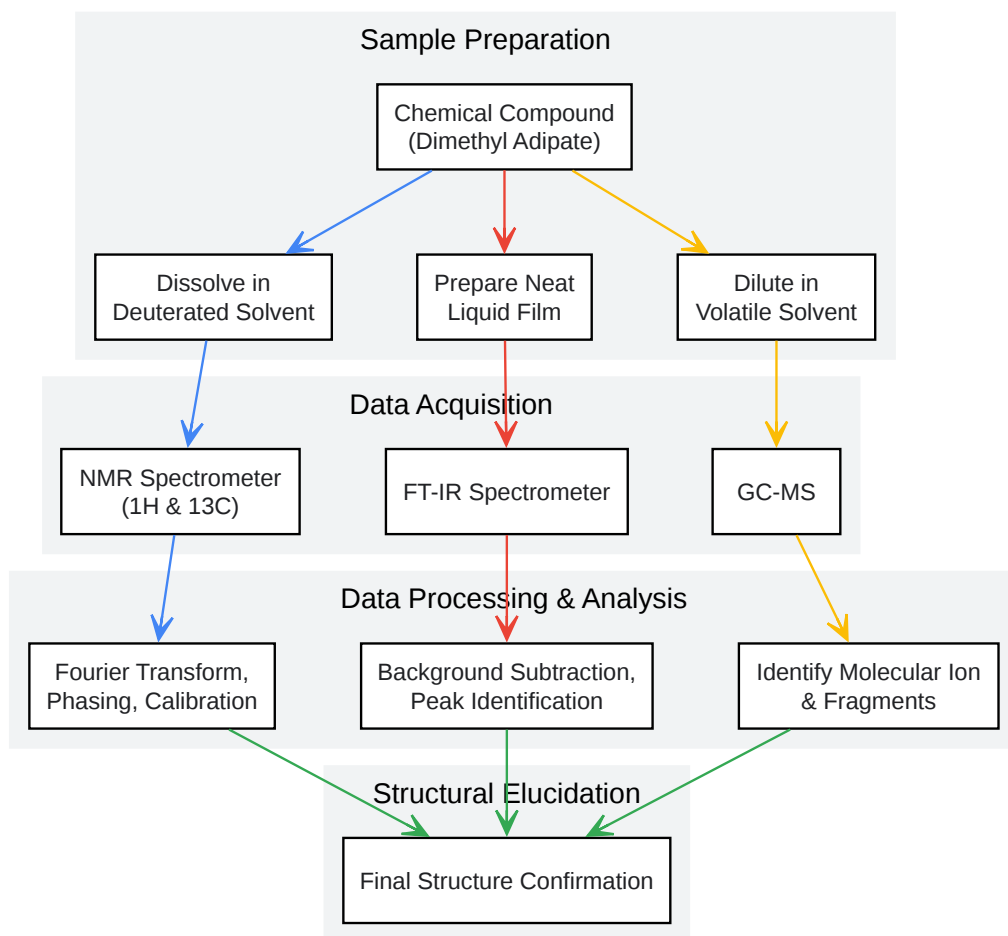 Sample Preparation
Chemical Compound
(Dimethyl Adipate)
Dissolve in
Deuterated Solvent
Prepare Neat
Liquid Film
Dilute in
Volatile Solvent
Data Acquisition
NMR Spectrometer
(1H & 13C)
FT-IR Spectrometer
GC-MS
Data Processing & Analysis
Fourier Transform,
Phasing, Calibration
Background Subtraction,
Peak Identification
Identify Molecular Ion
& Fragments
Structural Elucidation
Final Structure Confirmation